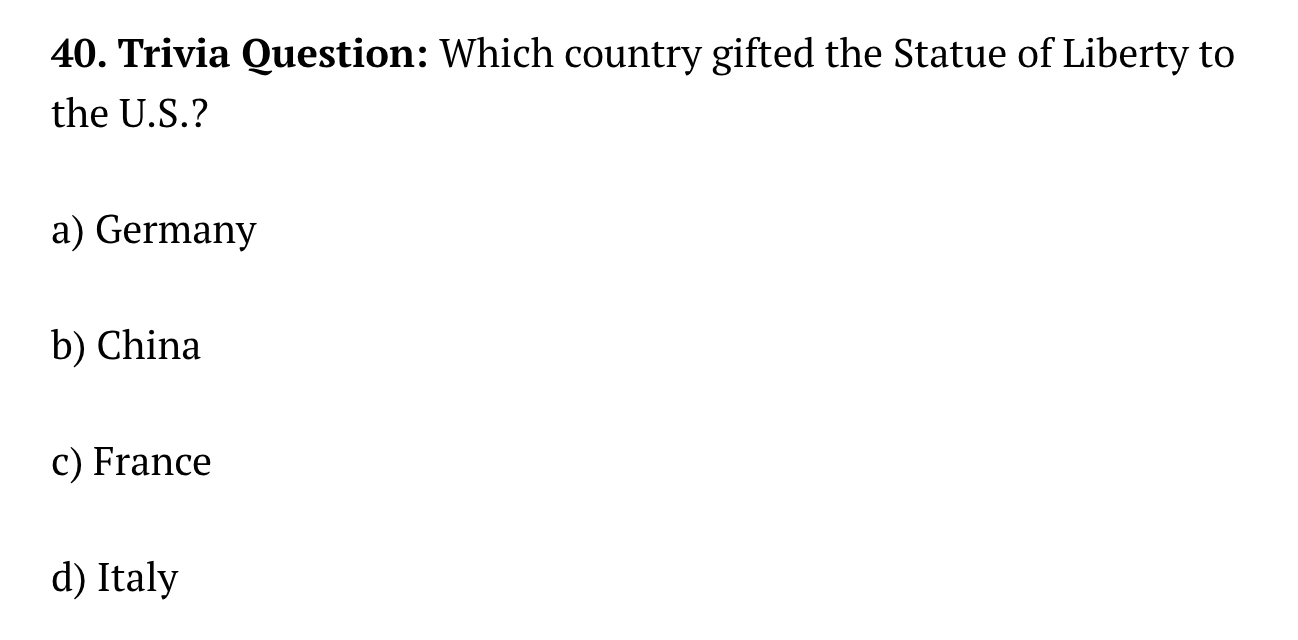 40. Trivia Question: Which country gifted the Statue of Liberty to
the U.S.?
a) Germany
b) China
c) France
d) Italy